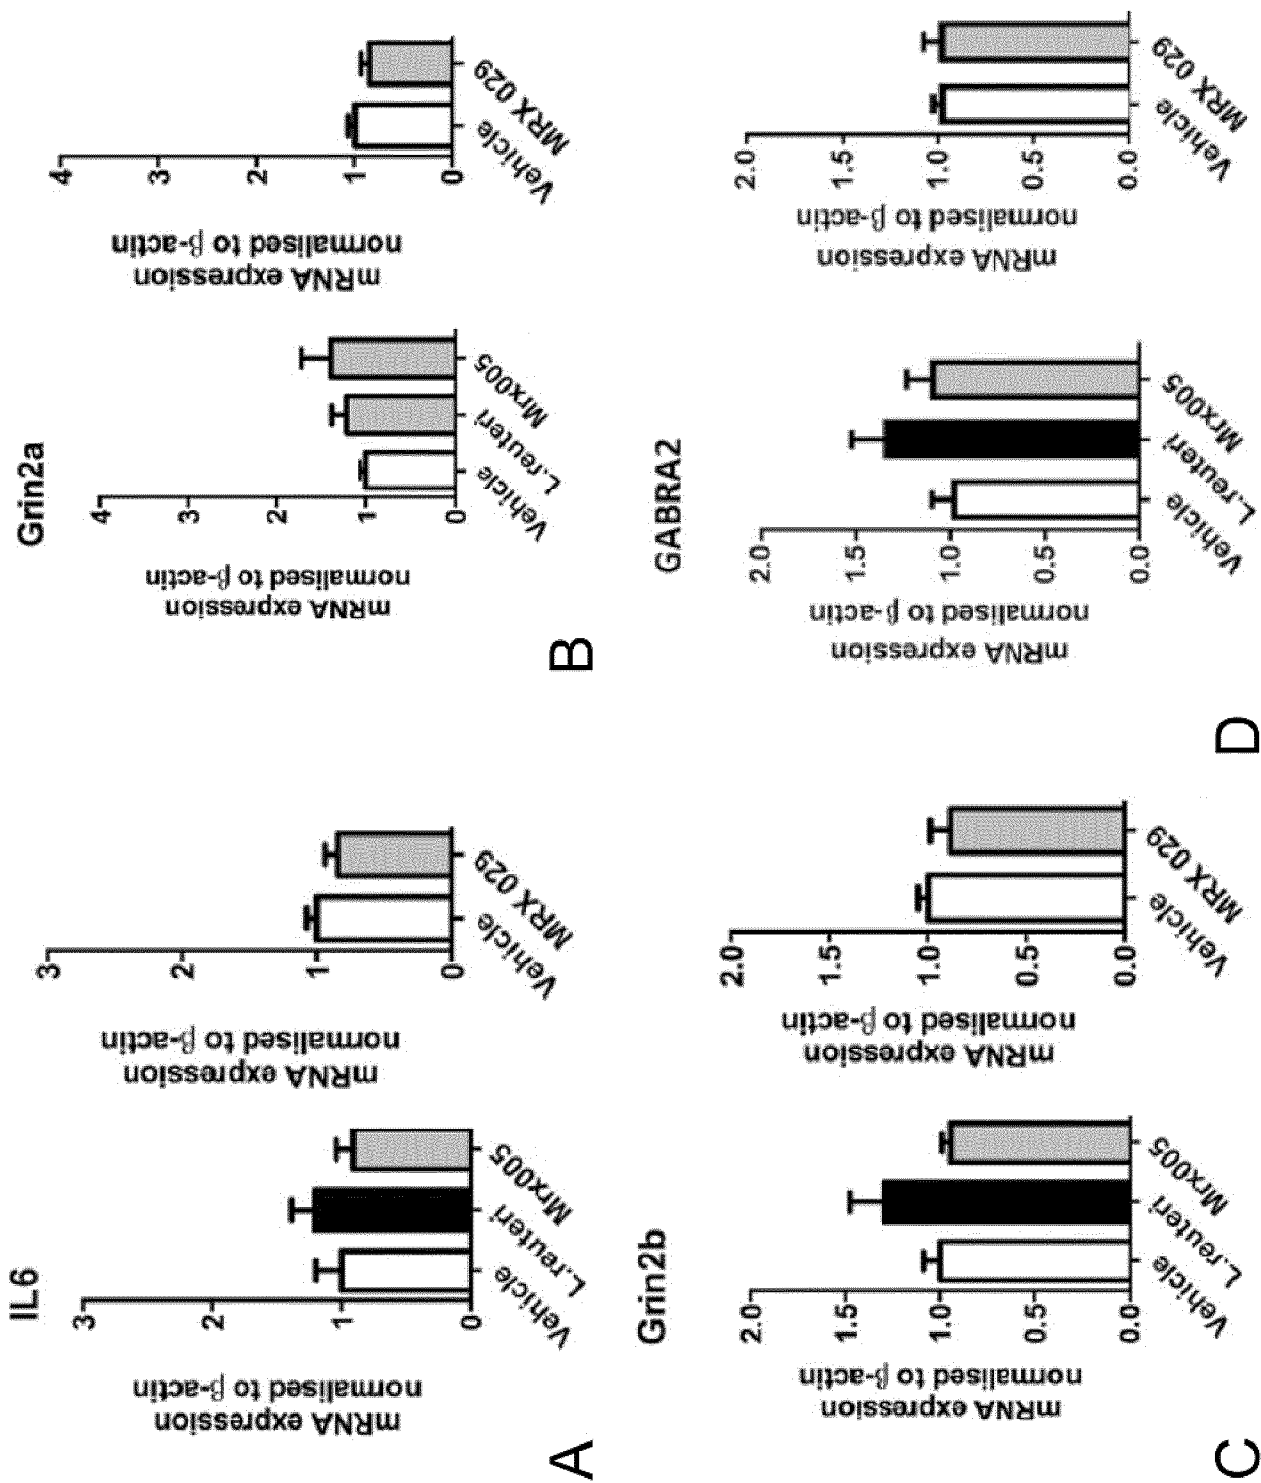 IL6
mRNA expression
normalised to β-actin
3
2
1
0
Vehicle
L.reuteri
Mrx005
mRNA expression
normalised to β-actin
3
2
1
0
Vehicle
MRX 029
A
Grin2a
mRNA expression
normalised to β-actin
4
3
2
1
0
Vehicle
L.reuteri
Mrx005
mRNA expression
normalised to β-actin
4
3
2
1
0
Vehicle
MRX 029
B
Grin2b
mRNA expression
normalised to β-actin
2.0
1.5
1.0
0.5
0.0
Vehicle
L.reuteri
Mrx005
mRNA expression
normalised to β-actin
2.0
1.5
1.0
0.5
0.0
Vehicle
MRX 029
C
GABRA2
mRNA expression
normalised to β-actin
2.0
1.5
1.0
0.5
0.0
Vehicle
L.reuteri
Mrx005
mRNA expression
normalised to β-actin
2.0
1.5
1.0
0.5
0.0
Vehicle
MRX 029
D